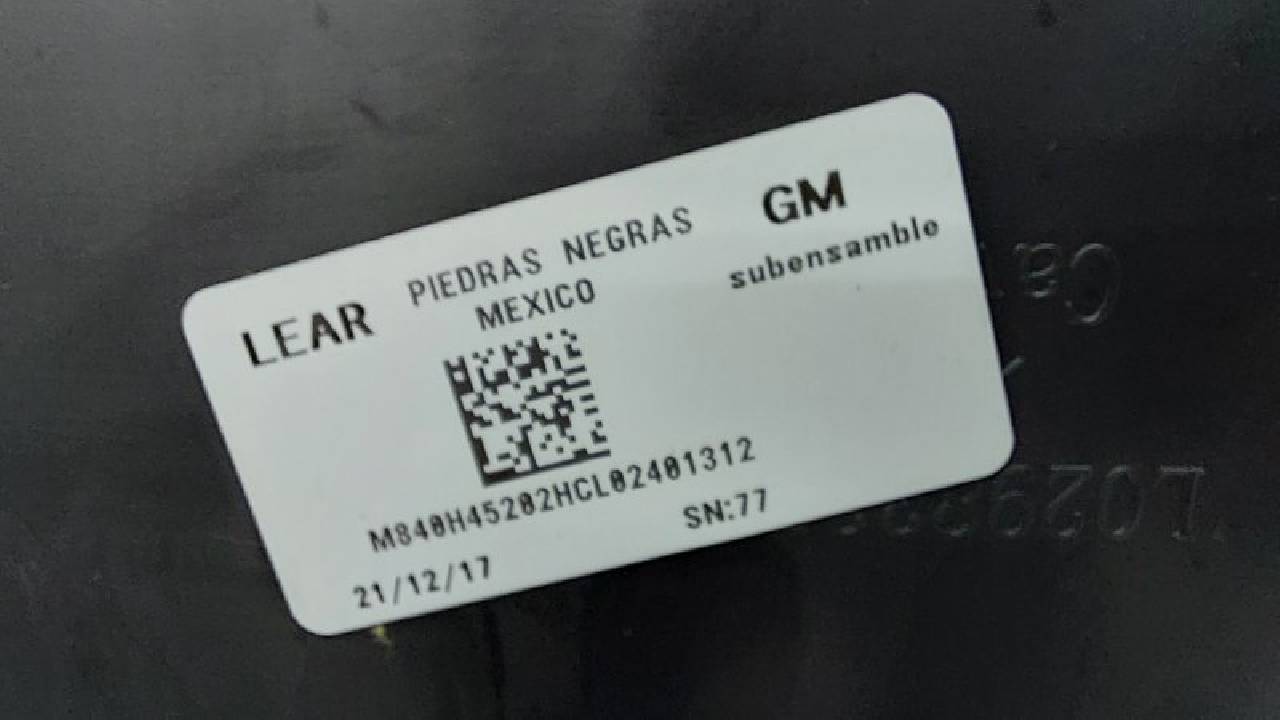 LEAR PIEDRAS NEGRAS GM
MEXICO subensamble
M840H45202HCL02401312
SN:77
21/12/17